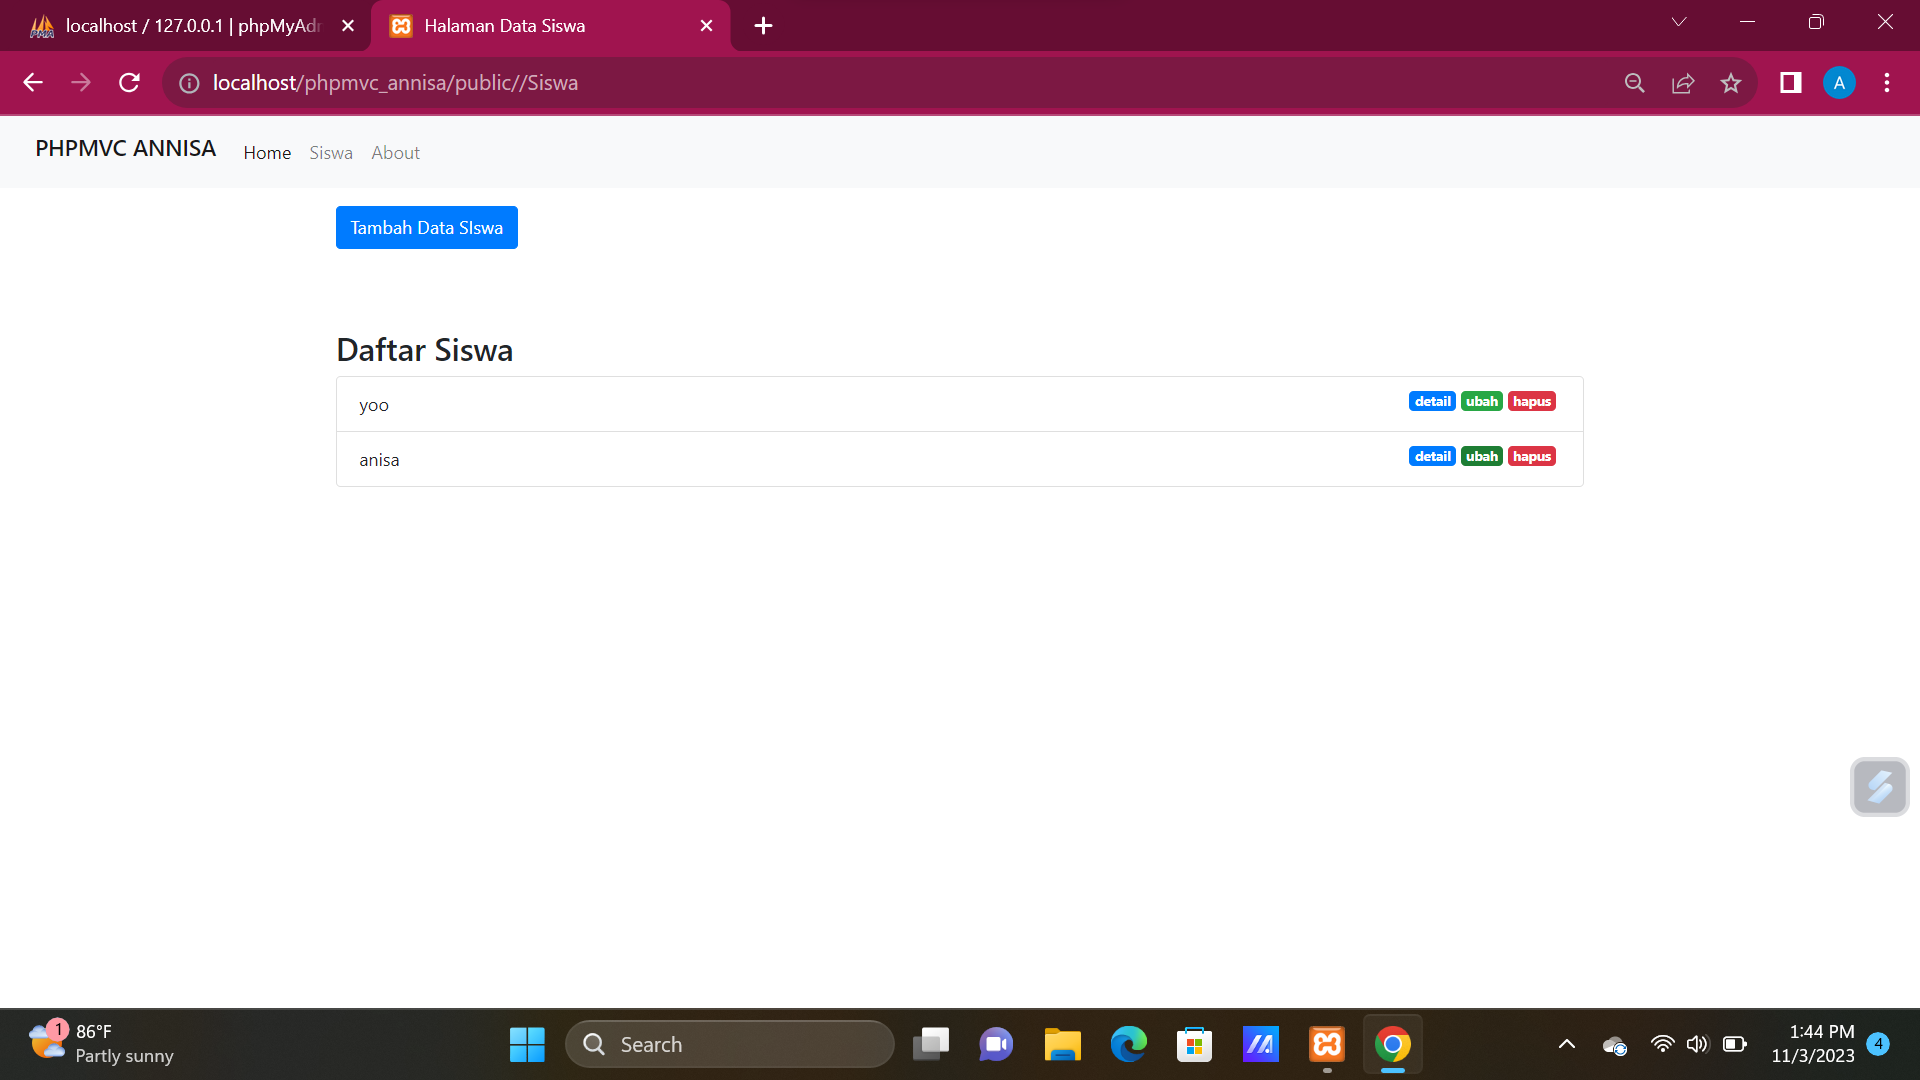 localhost / 127.0.0.1 | phpMyAdr
Halaman Data Siswa
localhost/phpmvc_annisa/public//Siswa
A
PHPMVC ANNISA Home Siswa About
Tambah Data SIswa
Daftar Siswa
yoo detail ubah hapus
anisa detail ubah hapus
1
86°F
Partly sunny
Search
1:44 PM
11/3/2023
4